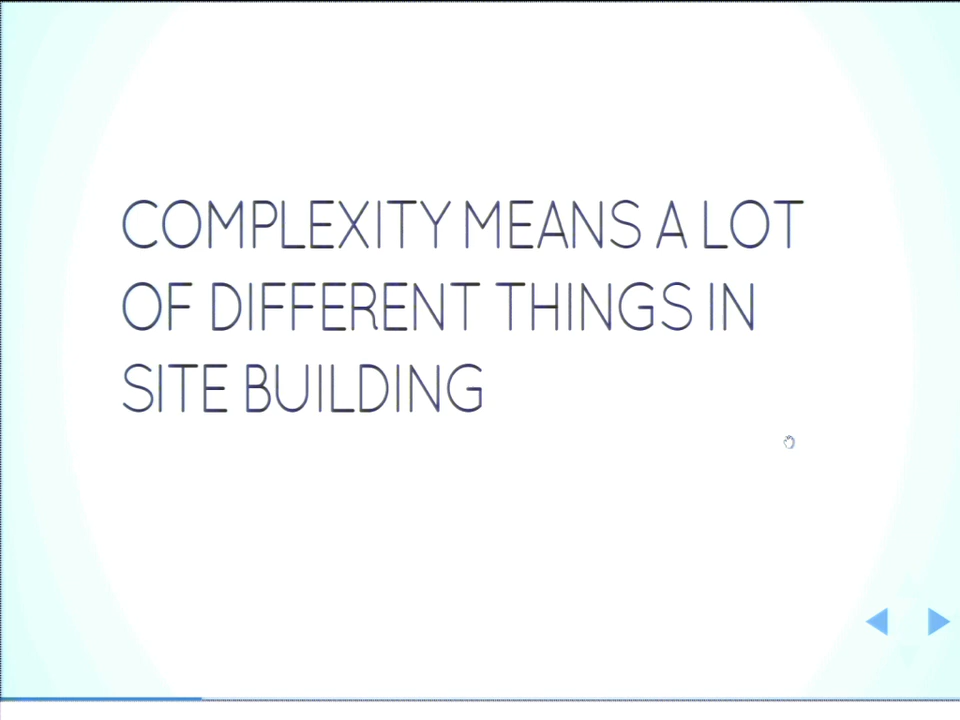 COMPLEXITY MEANS A LOT
OF DIFFERENT THINGS IN
SITE BUILDING